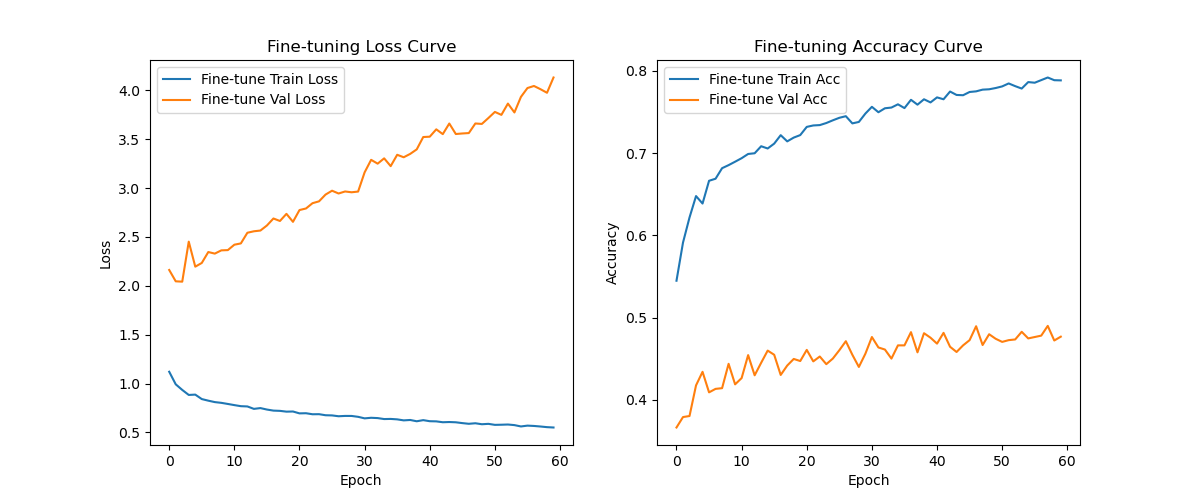 Fine-tuning Loss Curve
Fine-tune Train Loss
Fine-tune Val Loss
4.0
3.5
3.0
2.5
2.0
1.5
1.0
0.5
Loss
0 10 20 30 40 50 60
Epoch
Fine-tuning Accuracy Curve
Fine-tune Train Acc
Fine-tune Val Acc
0.8
0.7
0.6
0.5
0.4
Accuracy
0 10 20 30 40 50 60
Epoch